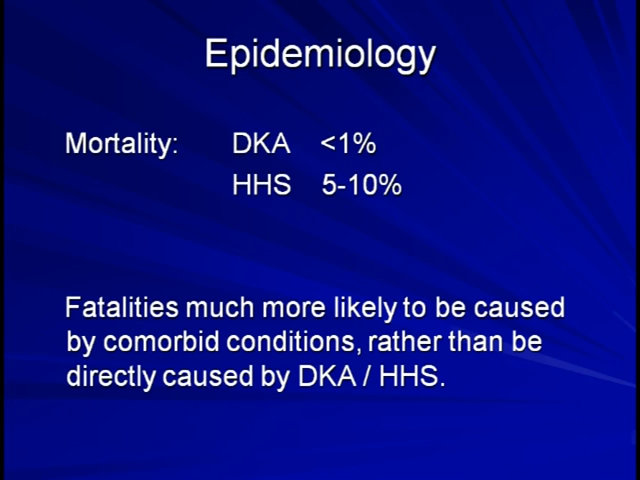 Epidemiology
Mortality: DKA <1%
HHS 5-10%
Fatalities much more likely to be caused
by comorbid conditions, rather than be
directly caused by DKA / HHS.